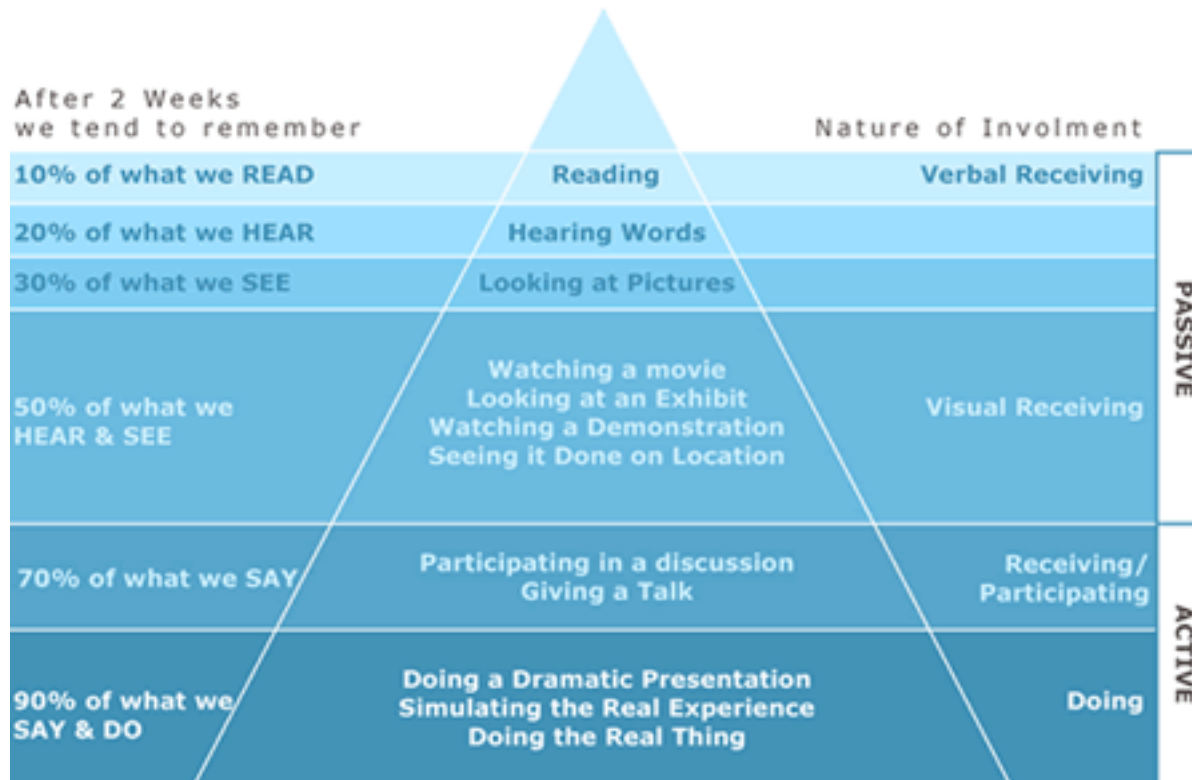 After 2 Weeks
we tend to remember
Nature of Involment
10% of what we READ
Reading
Verbal Receiving
20% of what we HEAR
Hearing Words
30% of what we SEE
Looking at Pictures
50% of what we
HEAR & SEE
Watching a movie
Looking at an Exhibit
Watching a Demonstration
Seeing it Done on Location
Visual Receiving
PASSIVE
70% of what we SAY
Participating in a discussion
Giving a Talk
Receiving/
Participating
90% of what we
SAY & DO
Doing a Dramatic Presentation
Simulating the Real Experience
Doing the Real Thing
Doing
ACTIVE